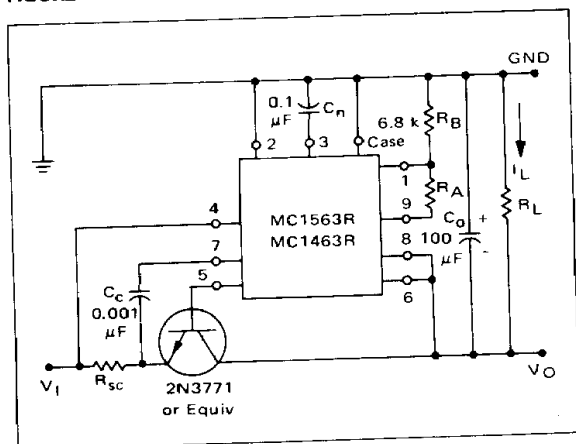 GND
0.1
µF
Cn
6.8 k
RB
2
3
Case
1
RA
9
IL
RL
4
MC1563R
MC1463R
7
8
Co
+
100
µF
-
5
6
Cc
0.001
µF
VI
Rsc
VO
2N3771
or Equiv